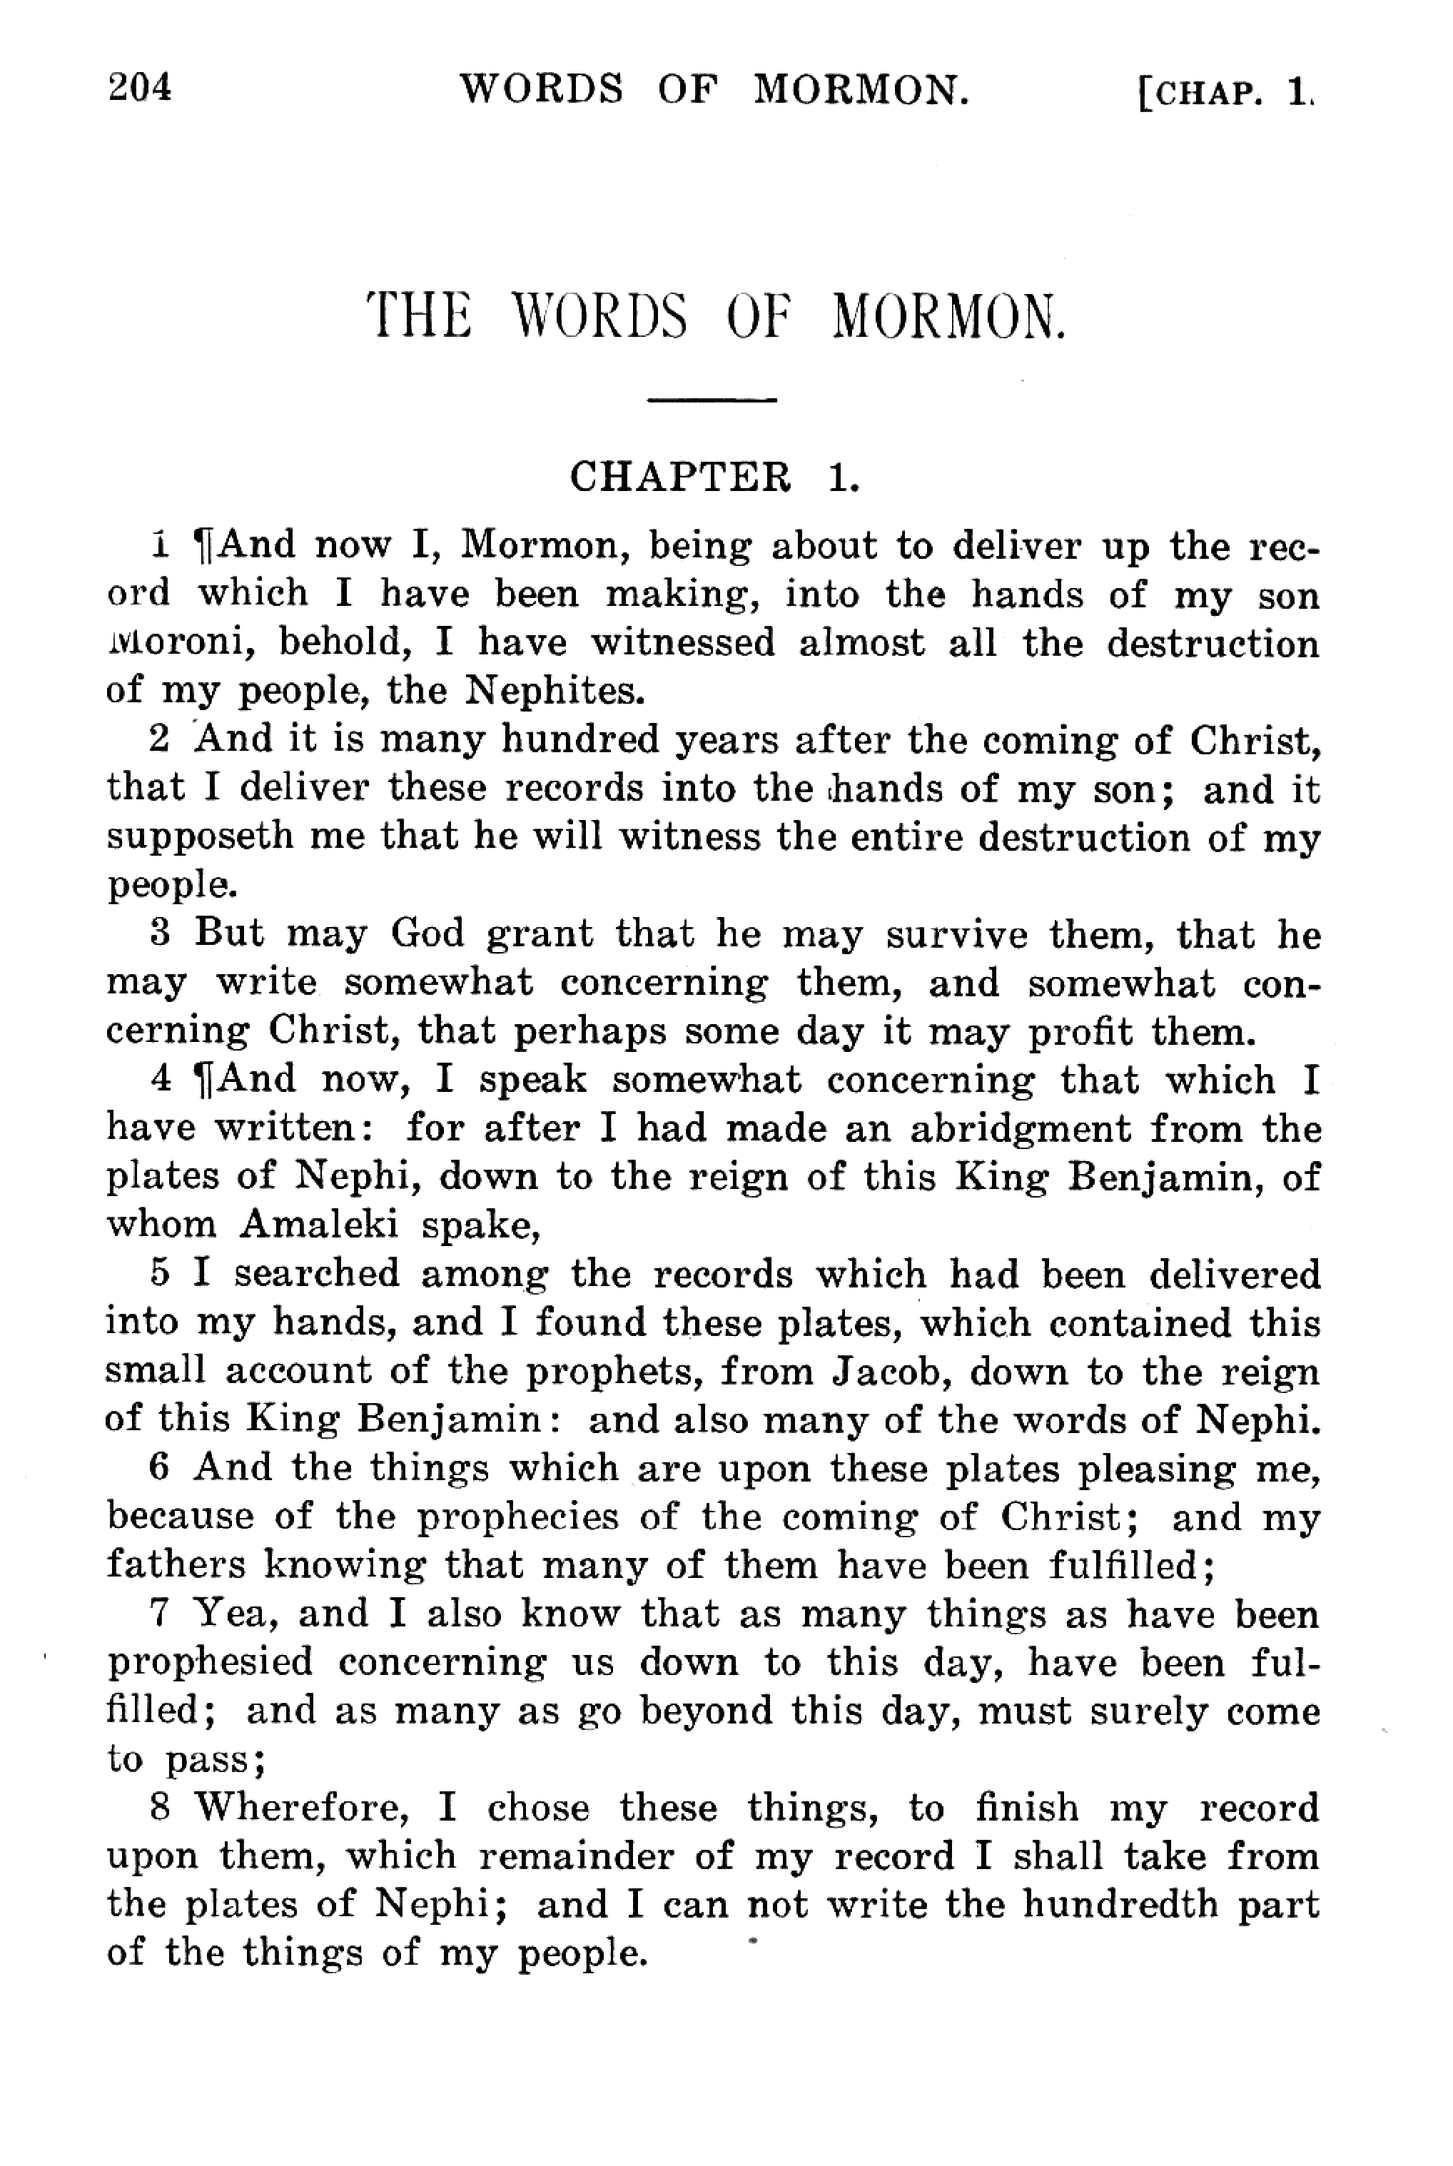 204 WORDS OF MORMON. [CHAP. 1.
THE WORDS OF MORMON.
CHAPTER 1.
1 ¶And now I, Mormon, being about to deliver up the rec-
ord which I have been making, into the hands of my son
Moroni, behold, I have witnessed almost all the destruction
of my people, the Nephites.
2 And it is many hundred years after the coming of Christ,
that I deliver these records into the hands of my son; and it
supposeth me that he will witness the entire destruction of my
people.
3 But may God grant that he may survive them, that he
may write somewhat concerning them, and somewhat con-
cerning Christ, that perhaps some day it may profit them.
4 ¶And now, I speak somewhat concerning that which I
have written: for after I had made an abridgment from the
plates of Nephi, down to the reign of this King Benjamin, of
whom Amaleki spake,
5 I searched among the records which had been delivered
into my hands, and I found these plates, which contained this
small account of the prophets, from Jacob, down to the reign
of this King Benjamin: and also many of the words of Nephi.
6 And the things which are upon these plates pleasing me,
because of the prophecies of the coming of Christ; and my
fathers knowing that many of them have been fulfilled;
7 Yea, and I also know that as many things as have been
prophesied concerning us down to this day, have been ful-
filled; and as many as go beyond this day, must surely come
to pass;
8 Wherefore, I chose these things, to finish my record
upon them, which remainder of my record I shall take from
the plates of Nephi; and I can not write the hundredth part
of the things of my people.